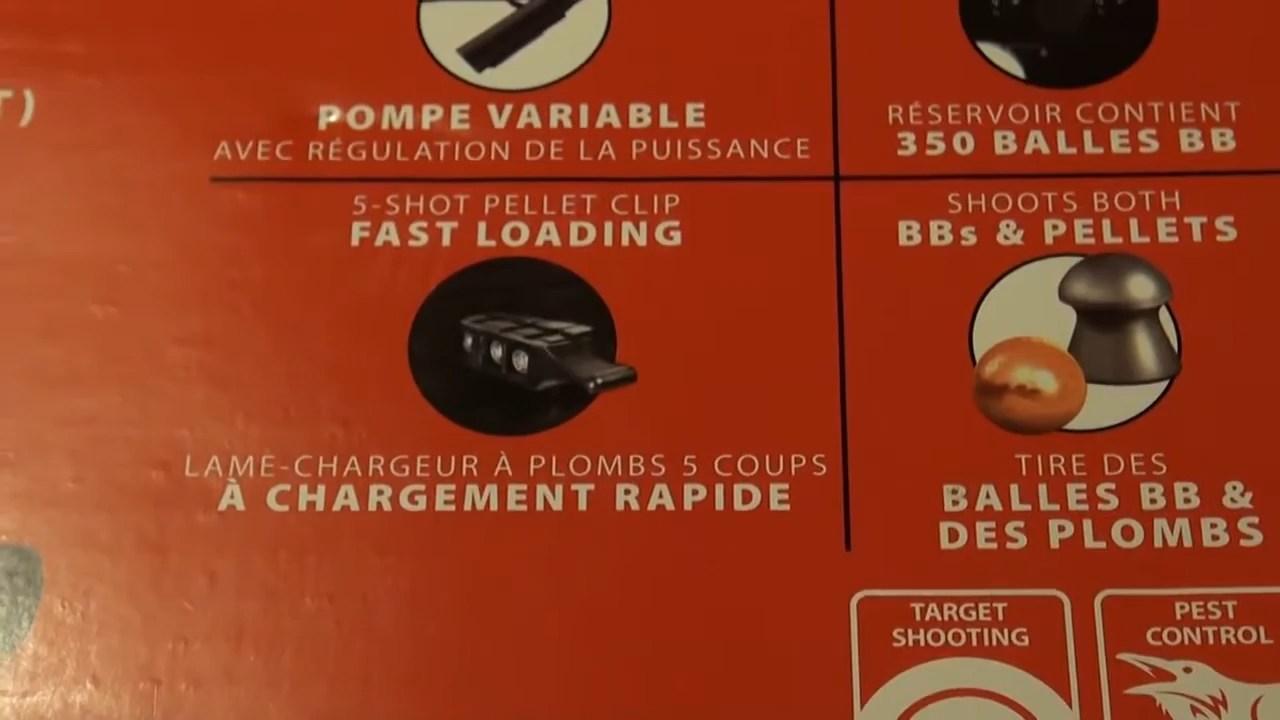 T)
POMPE VARIABLE
AVEC RÉGULATION DE LA PUISSANCE
RÉSERVOIR CONTIENT
350 BALLES BB
5-SHOT PELLET CLIP
FAST LOADING
SHOOTS BOTH
BBs & PELLETS
LAME-CHARGEUR À PLOMBS 5 COUPS
À CHARGEMENT RAPIDE
TIRE DES
BALLES BB &
DES PLOMBS
TARGET
SHOOTING
PEST
CONTROL